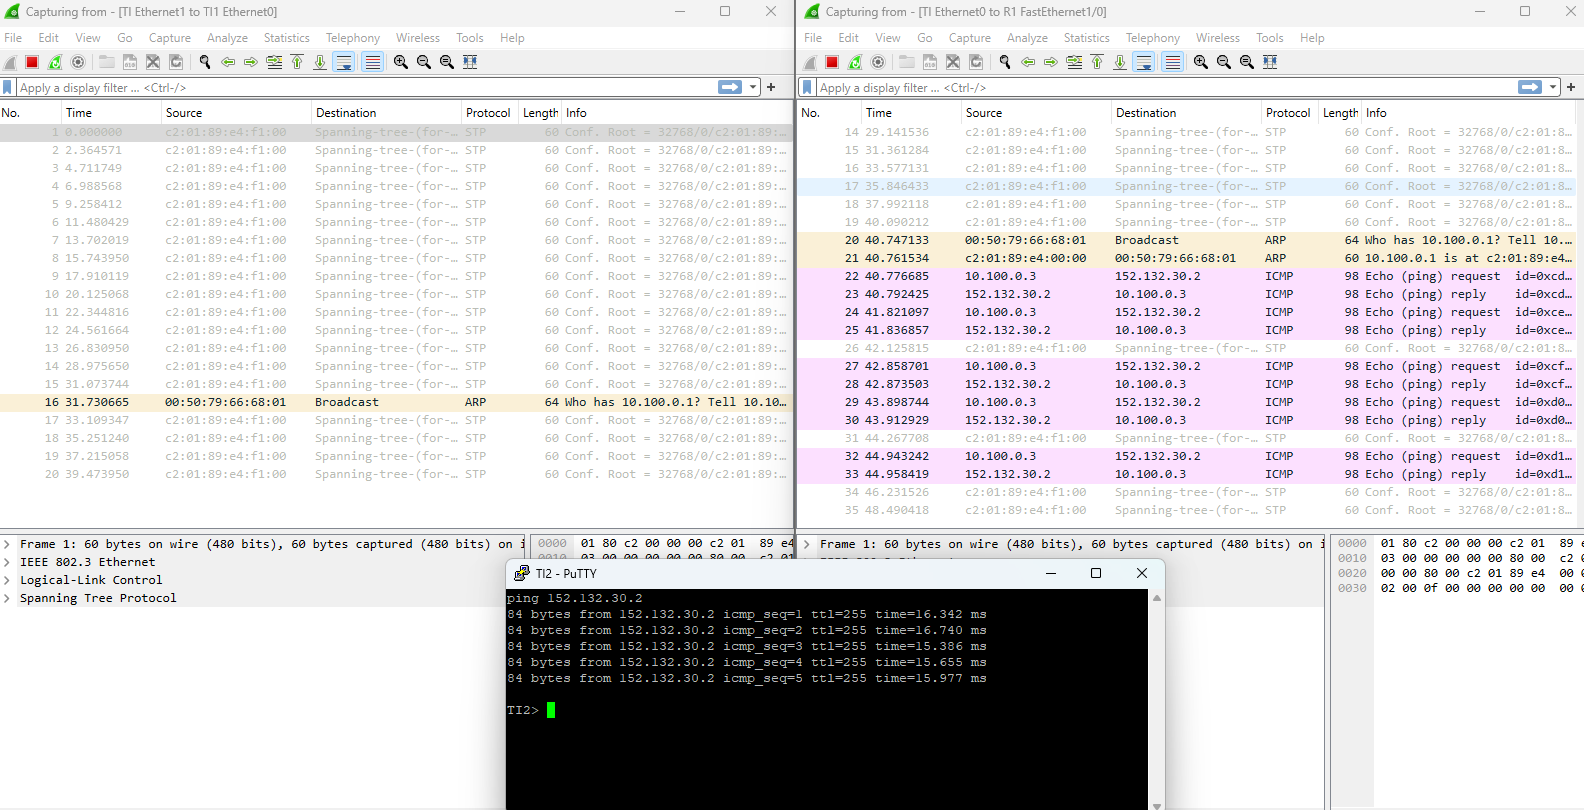 Capturing from - [TI Ethernet1 to TI1 Ethernet0]
File Edit View Go Capture Analyze Statistics Telephony Wireless Tools Help
Apply a display filter ... <Ctrl-/>
No. Time Source Destination Protocol Length Info
1 0.000000 c2:01:89:e4:f1:00 Spanning-tree-(for-… STP 60 Conf. Root = 32768/0/c2:01:89:…
2 2.364571 c2:01:89:e4:f1:00 Spanning-tree-(for-… STP 60 Conf. Root = 32768/0/c2:01:89:…
3 4.711749 c2:01:89:e4:f1:00 Spanning-tree-(for-… STP 60 Conf. Root = 32768/0/c2:01:89:…
4 6.988568 c2:01:89:e4:f1:00 Spanning-tree-(for-… STP 60 Conf. Root = 32768/0/c2:01:89:…
5 9.258412 c2:01:89:e4:f1:00 Spanning-tree-(for-… STP 60 Conf. Root = 32768/0/c2:01:89:…
6 11.480429 c2:01:89:e4:f1:00 Spanning-tree-(for-… STP 60 Conf. Root = 32768/0/c2:01:89:…
7 13.702019 c2:01:89:e4:f1:00 Spanning-tree-(for-… STP 60 Conf. Root = 32768/0/c2:01:89:…
8 15.743950 c2:01:89:e4:f1:00 Spanning-tree-(for-… STP 60 Conf. Root = 32768/0/c2:01:89:…
9 17.910119 c2:01:89:e4:f1:00 Spanning-tree-(for-… STP 60 Conf. Root = 32768/0/c2:01:89:…
10 20.125068 c2:01:89:e4:f1:00 Spanning-tree-(for-… STP 60 Conf. Root = 32768/0/c2:01:89:…
11 22.344816 c2:01:89:e4:f1:00 Spanning-tree-(for-… STP 60 Conf. Root = 32768/0/c2:01:89:…
12 24.561664 c2:01:89:e4:f1:00 Spanning-tree-(for-… STP 60 Conf. Root = 32768/0/c2:01:89:…
13 26.830950 c2:01:89:e4:f1:00 Spanning-tree-(for-… STP 60 Conf. Root = 32768/0/c2:01:89:…
14 28.975650 c2:01:89:e4:f1:00 Spanning-tree-(for-… STP 60 Conf. Root = 32768/0/c2:01:89:…
15 31.073744 c2:01:89:e4:f1:00 Spanning-tree-(for-… STP 60 Conf. Root = 32768/0/c2:01:89:…
16 31.730665 00:50:79:66:68:01 Broadcast ARP 64 Who has 10.100.0.1? Tell 10.10…
17 33.109347 c2:01:89:e4:f1:00 Spanning-tree-(for-… STP 60 Conf. Root = 32768/0/c2:01:89:…
18 35.251240 c2:01:89:e4:f1:00 Spanning-tree-(for-… STP 60 Conf. Root = 32768/0/c2:01:89:…
19 37.215058 c2:01:89:e4:f1:00 Spanning-tree-(for-… STP 60 Conf. Root = 32768/0/c2:01:89:…
20 39.473950 c2:01:89:e4:f1:00 Spanning-tree-(for-… STP 60 Conf. Root = 32768/0/c2:01:89:…
Frame 1: 60 bytes on wire (480 bits), 60 bytes captured (480 bits) on i
IEEE 802.3 Ethernet
Logical-Link Control
Spanning Tree Protocol
0000 01 80 c2 00 00 00 c2 01 89 e4
Capturing from - [TI Ethernet0 to R1 FastEthernet1/0]
File Edit View Go Capture Analyze Statistics Telephony Wireless Tools Help
Apply a display filter ... <Ctrl-/>
No. Time Source Destination Protocol Length Info
14 29.141536 c2:01:89:e4:f1:00 Spanning-tree-(for-… STP 60 Conf. Root = 32768/0/c2:01:8…
15 31.361284 c2:01:89:e4:f1:00 Spanning-tree-(for-… STP 60 Conf. Root = 32768/0/c2:01:8…
16 33.577131 c2:01:89:e4:f1:00 Spanning-tree-(for-… STP 60 Conf. Root = 32768/0/c2:01:8…
17 35.846433 c2:01:89:e4:f1:00 Spanning-tree-(for-… STP 60 Conf. Root = 32768/0/c2:01:8…
18 37.992118 c2:01:89:e4:f1:00 Spanning-tree-(for-… STP 60 Conf. Root = 32768/0/c2:01:8…
19 40.090212 c2:01:89:e4:f1:00 Spanning-tree-(for-… STP 60 Conf. Root = 32768/0/c2:01:8…
20 40.747133 00:50:79:66:68:01 Broadcast ARP 64 Who has 10.100.0.1? Tell 10.…
21 40.761534 c2:01:89:e4:00:00 00:50:79:66:68:01 ARP 60 10.100.0.1 is at c2:01:89:e4…
22 40.776685 10.100.0.3 152.132.30.2 ICMP 98 Echo (ping) request id=0xcd…
23 40.792425 152.132.30.2 10.100.0.3 ICMP 98 Echo (ping) reply id=0xcd…
24 41.821097 10.100.0.3 152.132.30.2 ICMP 98 Echo (ping) request id=0xce…
25 41.836857 152.132.30.2 10.100.0.3 ICMP 98 Echo (ping) reply id=0xce…
26 42.125815 c2:01:89:e4:f1:00 Spanning-tree-(for-… STP 60 Conf. Root = 32768/0/c2:01:8…
27 42.858701 10.100.0.3 152.132.30.2 ICMP 98 Echo (ping) request id=0xcf…
28 42.873503 152.132.30.2 10.100.0.3 ICMP 98 Echo (ping) reply id=0xcf…
29 43.898744 10.100.0.3 152.132.30.2 ICMP 98 Echo (ping) request id=0xd0…
30 43.912929 152.132.30.2 10.100.0.3 ICMP 98 Echo (ping) reply id=0xd0…
31 44.267708 c2:01:89:e4:f1:00 Spanning-tree-(for-… STP 60 Conf. Root = 32768/0/c2:01:8…
32 44.943242 10.100.0.3 152.132.30.2 ICMP 98 Echo (ping) request id=0xd1…
33 44.958419 152.132.30.2 10.100.0.3 ICMP 98 Echo (ping) reply id=0xd1…
34 46.231526 c2:01:89:e4:f1:00 Spanning-tree-(for-… STP 60 Conf. Root = 32768/0/c2:01:8…
35 48.490418 c2:01:89:e4:f1:00 Spanning-tree-(for-… STP 60 Conf. Root = 32768/0/c2:01:8…
Frame 1: 60 bytes on wire (480 bits), 60 bytes captured (480 bits) on i
0000 01 80 c2 00 00 00 c2 01 89 e
0010 03 00 00 00 00 00 80 00 c2 0
0020 00 00 80 00 c2 01 89 e4 00 0
0030 02 00 0f 00 00 00 00 00 00 0
TI2 - PuTTY
ping 152.132.30.2
84 bytes from 152.132.30.2 icmp_seq=1 ttl=255 time=16.342 ms
84 bytes from 152.132.30.2 icmp_seq=2 ttl=255 time=16.740 ms
84 bytes from 152.132.30.2 icmp_seq=3 ttl=255 time=15.386 ms
84 bytes from 152.132.30.2 icmp_seq=4 ttl=255 time=15.655 ms
84 bytes from 152.132.30.2 icmp_seq=5 ttl=255 time=15.977 ms
TI2>